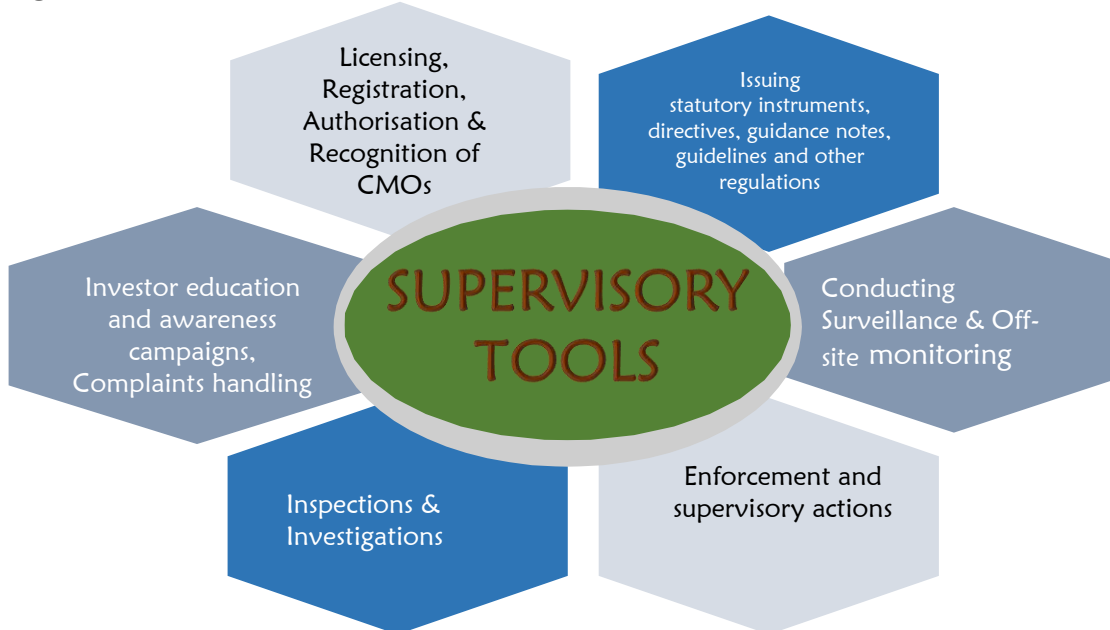 Licensing,
Registration,
Authorisation &
Recognition of
CMOs
Issuing
statutory instruments,
directives, guidance notes,
guidelines and other
regulations
Investor education
and awareness
campaigns,
Complaints handling
SUPERVISORY
TOOLS
Conducting
Surveillance & Off-
site monitoring
Inspections &
Investigations
Enforcement and
supervisory actions